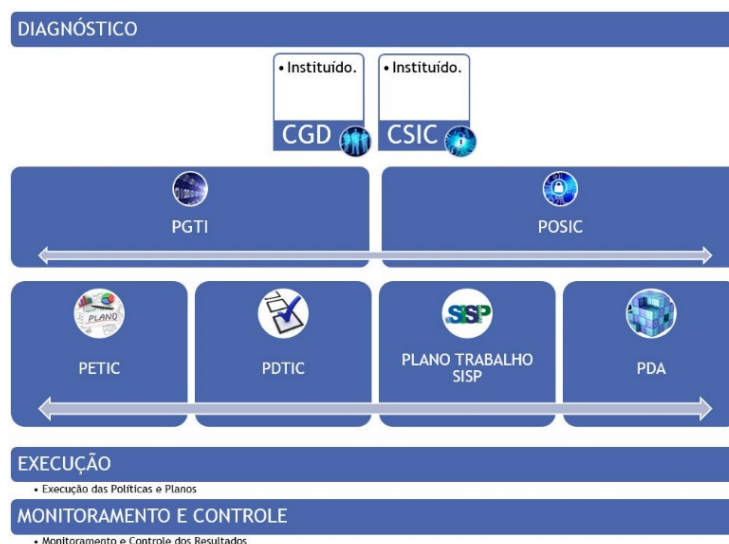 DIAGNÓSTICO
• Instituído.
• Instituído.
CGD
CSIC
PGTI
POSIC
PLANO
SISP
PETIC
PDTIC
PLANO TRABALHO
SISP
PDA
EXECUÇÃO
• Execução das Políticas e Planos
MONITORAMENTO E CONTROLE
• Monitoramento e Controle dos Resultados